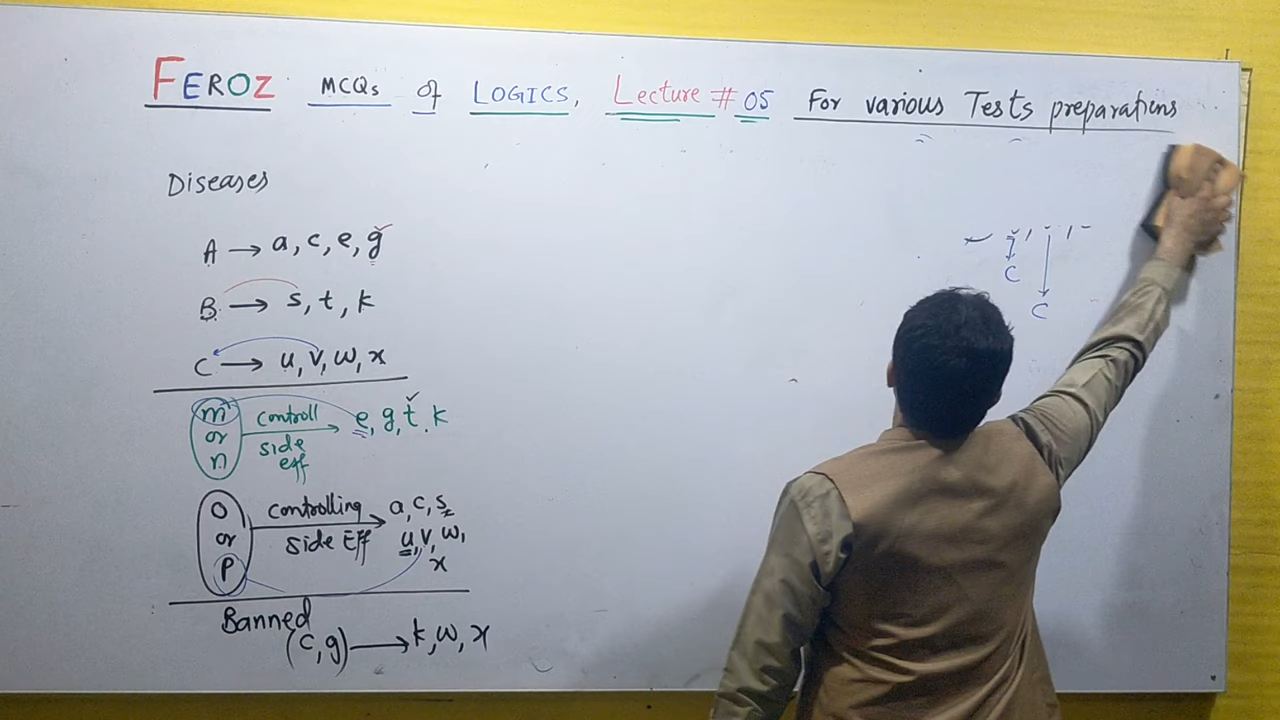 FEROZ MCQs of LOGICS, Lecture # 05 For various Tests preparations
Diseases
A → a, c, e, g
B → s, t, k
C → u, v, w, x
m or n controll side eff → e, g, t, k
O or P controlling side Eff → a, c, s, u, v, w, x
Banned
(c, g) → k, w, x
C
C